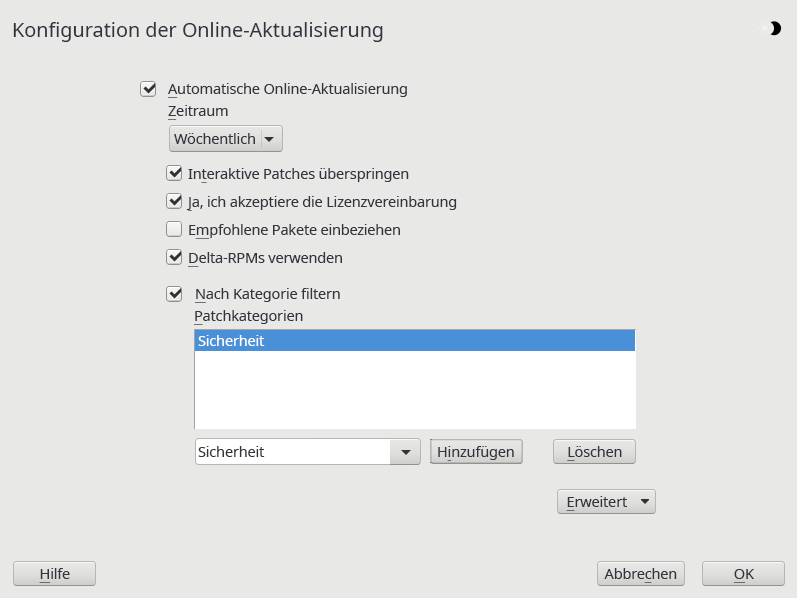 Konfiguration der Online-Aktualisierung
Automatische Online-Aktualisierung
Zeitraum
Wöchentlich
Interaktive Patches überspringen
Ja, ich akzeptiere die Lizenzvereinbarung
Empfohlene Pakete einbeziehen
Delta-RPMs verwenden
Nach Kategorie filtern
Patchkategorien
Sicherheit
Sicherheit Hinzufügen Löschen
Erweitert
Hilfe Abbrechen OK